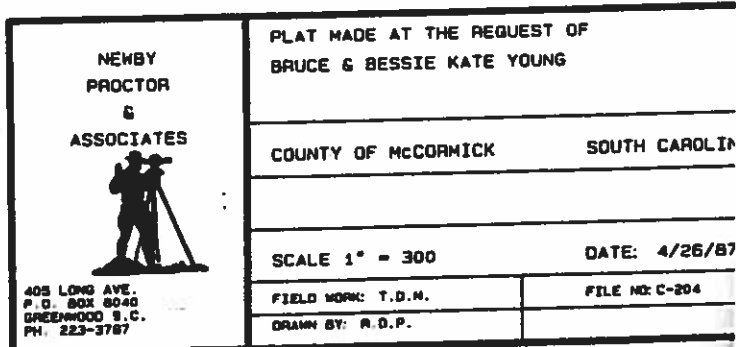 NEWBY
PROCTOR
&
ASSOCIATES
405 LONG AVE.
P.O. BOX 8040
GREENWOOD S.C.
PH. 223-3787
PLAT MADE AT THE REQUEST OF
BRUCE & BESSIE KATE YOUNG
COUNTY OF McCORMICK SOUTH CAROLIN
SCALE 1" = 300 DATE: 4/26/87
FIELD WORK: T.D.N. FILE NO: C-204
DRAWN BY: R.D.P.